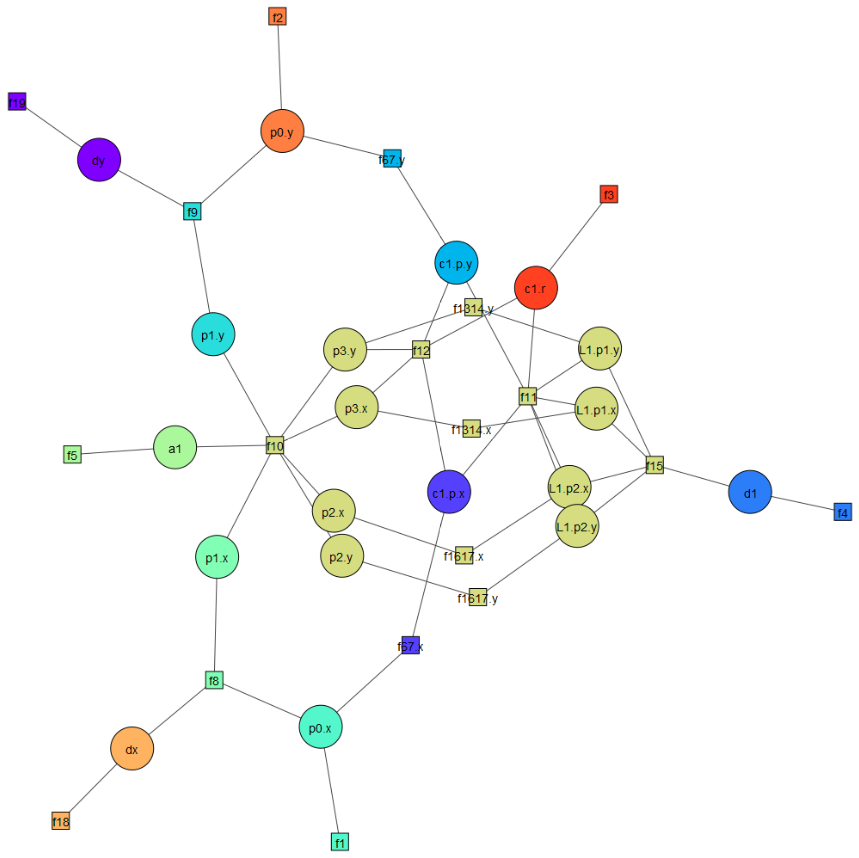 f2
f19
p0.y
f67.y
dy
f3
f9
c1.p.y
c1.r
f1314.y
p1.y
p3.y
f12
L1.p1.y
f11
p3.x
L1.p1.x
f1314.x
a1
f10
f5
f15
L1.p2.x
c1.p.x
d1
p2.x
f4
L1.p2.y
p1.x
p2.y
f1617.x
f1617.y
f67.x
f8
p0.x
dx
f18
f1